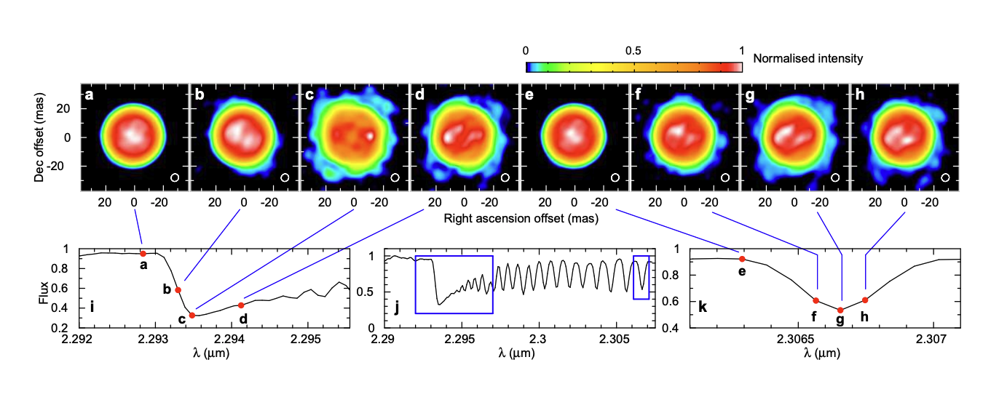 0 0.5 1
Normalised intensity
a b c d e f g h
Dec offset (mas)
20
0
-20
20 0 -20 20 0 -20 20 0 -20 20 0 -20 20 0 -20 20 0 -20 20 0 -20 20 0 -20
Right ascension offset (mas)
Flux
1
0.8
0.6
0.4
0.2
a
b
c
d
i
2.292 2.293 2.294 2.295
λ (μm)
1
0.5
0
j
2.29 2.295 2.3 2.305
λ (μm)
1
0.8
0.6
0.4
e
f
g
h
k
2.3065 2.307
λ (μm)